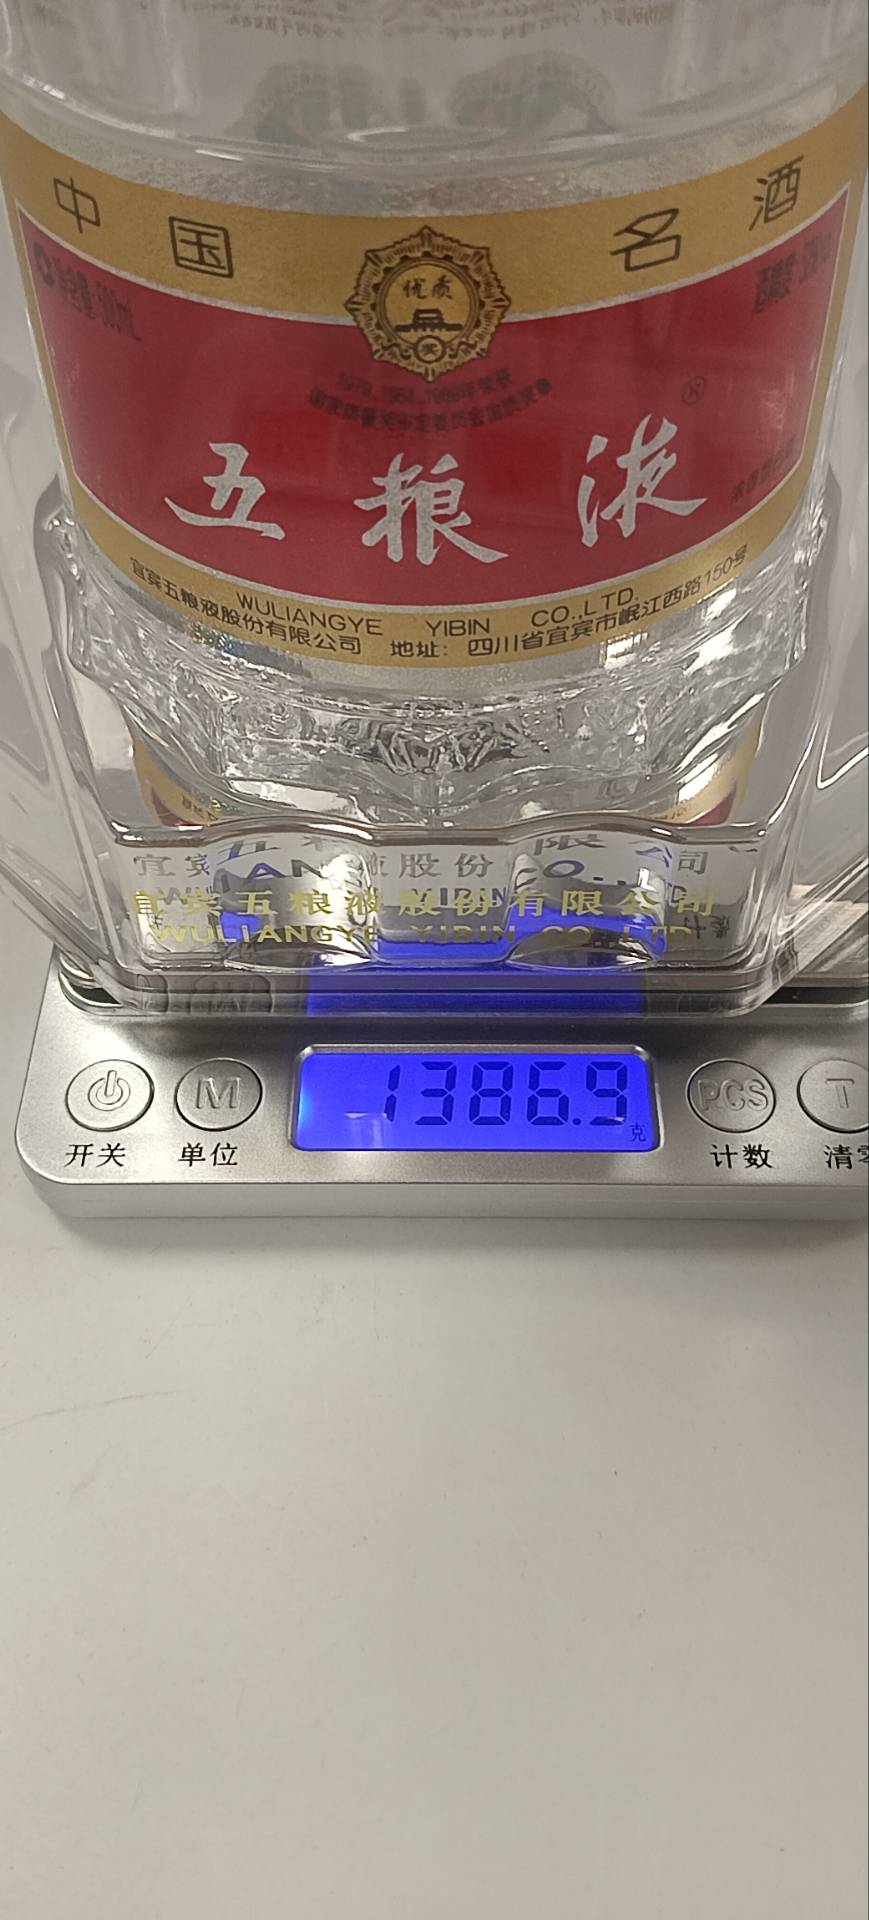 中国名酒
优质
奖
五粮液
®
宜宾五粮液股份有限公司 地址: 四川省宜宾市岷江西路150号
WULIANGYE YIBIN CO.,LTD.
宜宾五粮液股份有限公司
WULIANGYE YIBIN CO.,LTD
1386.9 克
M PCS T
开关 单位 计数 清